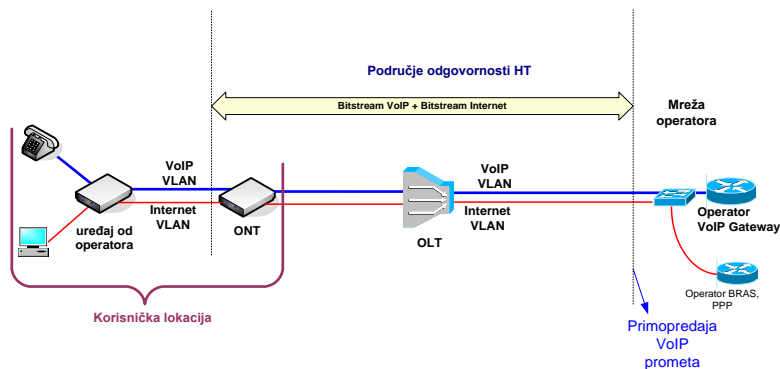 Područje odgovornosti HT
Bitstream VoIP + Bitstream Internet
Mreža
operatora
VoIP
VLAN
Internet
VLAN
uređaj od
operatora
ONT
VoIP
VLAN
Internet
VLAN
OLT
Operator
VoIP Gateway
Operator BRAS,
PPP
Korisnička lokacija
Primopredaja
VoIP
prometa